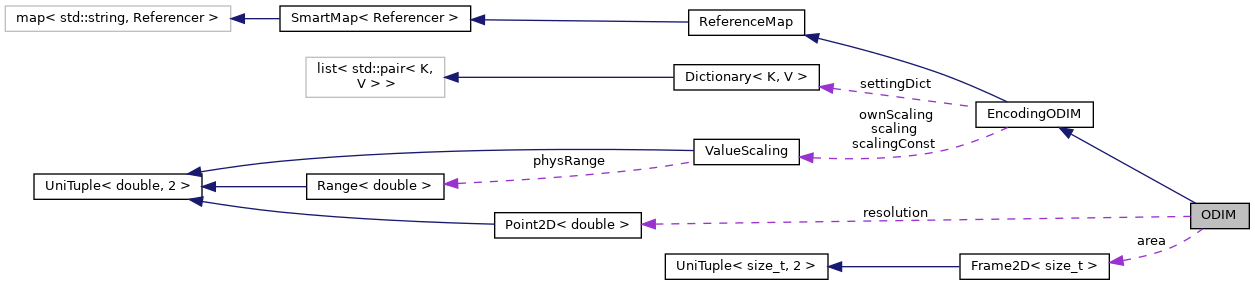 map< std::string, Referencer >
SmartMap< Referencer >
ReferenceMap
list< std::pair< K,
V > >
Dictionary< K, V >
settingDict
EncodingODIM
ownScaling
scaling
scalingConst
ValueScaling
physRange
UniTuple< double, 2 >
Range< double >
Point2D< double >
resolution
ODIM
area
UniTuple< size_t, 2 >
Frame2D< size_t >